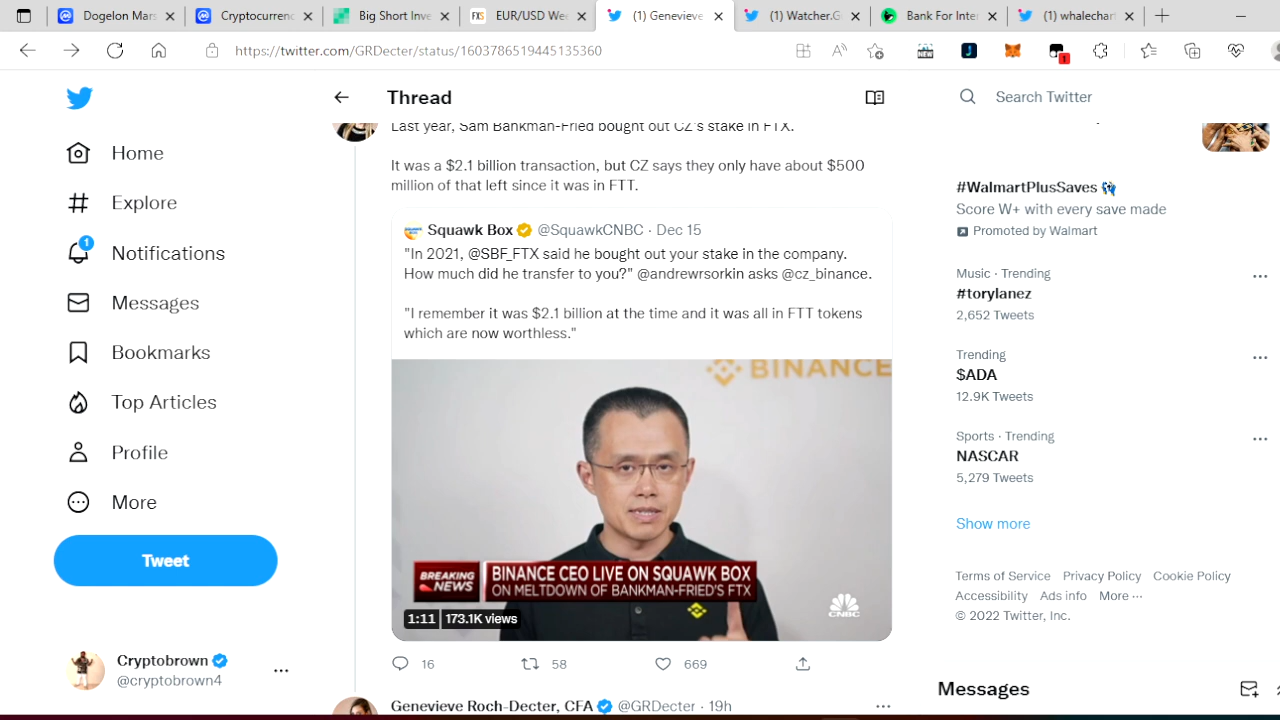 Dogelon Mars
Cryptocurrenc
Big Short Inve
EUR/USD We
(1) Genevieve
(1) Watcher.G
Bank For Inter
(1) whalechart
https://twitter.com/GRDecter/status/1603786519445135360
Home
Explore
1
Notifications
Messages
Bookmarks
Top Articles
Profile
More
Tweet
Cryptobrown
@cryptobrown4
Thread
Last year, Sam Bankman-Fried bought out CZ's stake in FTX.
It was a $2.1 billion transaction, but CZ says they only have about $500
million of that left since it was in FTT.
Squawk Box @SquawkCNBC · Dec 15
"In 2021, @SBF_FTX said he bought out your stake in the company.
How much did he transfer to you?" @andrewrsorkin asks @cz_binance.
"I remember it was $2.1 billion at the time and it was all in FTT tokens
which are now worthless."
BINANCE
BREAKING NEWS
BINANCE CEO LIVE ON SQUAWK BOX
ON MELTDOWN OF BANKMAN-FRIED'S FTX
CNBC
1:11 173.1K views
16 58 669
Genevieve Roch-Decter, CFA @GRDecter · 19h
Search Twitter
#WalmartPlusSaves
Score W+ with every save made
Promoted by Walmart
Music · Trending
#torylanez
2,652 Tweets
Trending
$ADA
12.9K Tweets
Sports · Trending
NASCAR
5,279 Tweets
Show more
Terms of Service Privacy Policy Cookie Policy
Accessibility Ads info More ···
© 2022 Twitter, Inc.
Messages